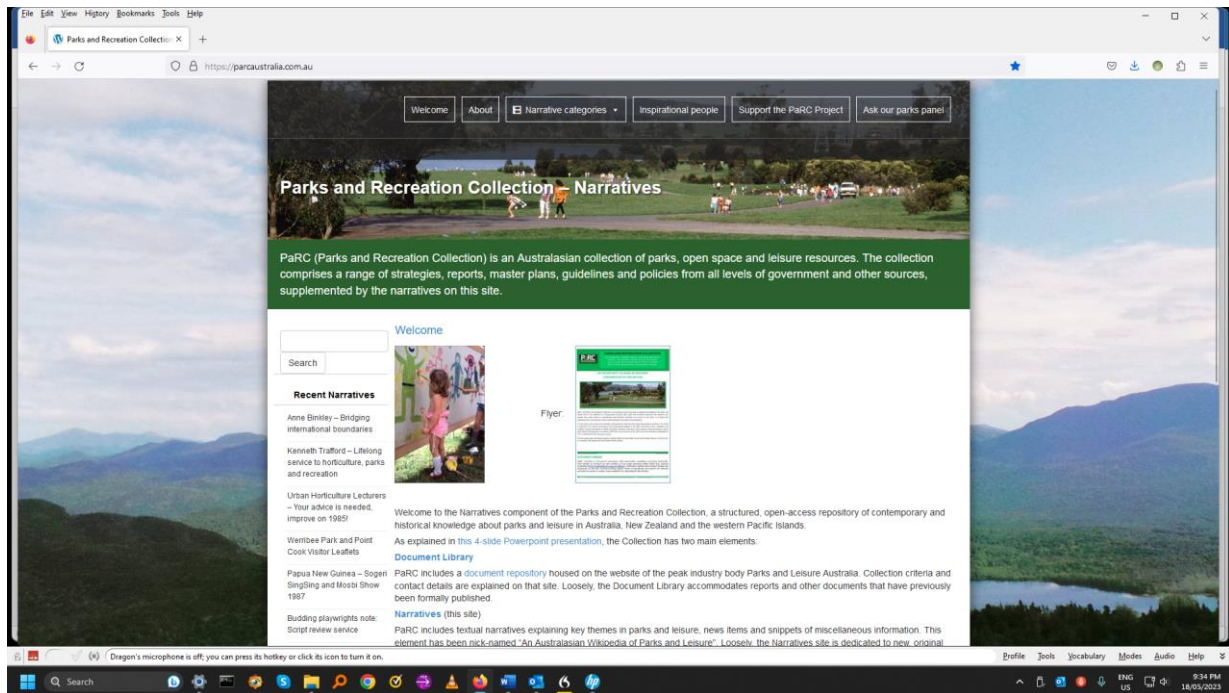 File Edit View History Bookmarks Tools Help
Parks and Recreation Collection
https://parcaustralia.com.au
Welcome About Narrative categories Inspirational people Support the PaRC Project Ask our parks panel
Parks and Recreation Collection – Narratives
PaRC (Parks and Recreation Collection) is an Australasian collection of parks, open space and leisure resources. The collection
comprises a range of strategies, reports, master plans, guidelines and policies from all levels of government and other sources,
supplemented by the narratives on this site.
Search
Recent Narratives
Anne Binkley – Bridging
international boundaries
Kenneth Trafford – Lifelong
service to horticulture, parks
and recreation
Urban Horticulture Lecturers
– Your advice is needed,
improve on 1985!
Werribee Park and Point
Cook Visitor Leaflets
Papua New Guinea – Sogeri
SingSing and Mosbi Show
1987
Budding playwrights note:
Script review service
Welcome
Flyer:
PaRC
Welcome to the Narratives component of the Parks and Recreation Collection, a structured, open-access repository of contemporary and
historical knowledge about parks and leisure in Australia, New Zealand and the western Pacific Islands.
As explained in this 4-slide Powerpoint presentation, the Collection has two main elements:
Document Library
PaRC includes a document repository housed on the website of the peak industry body Parks and Leisure Australia. Collection criteria and
contact details are explained on that site. Loosely, the Document Library accommodates reports and other documents that have previously
been formally published.
Narratives (this site)
PaRC includes textual narratives explaining key themes in parks and leisure, news items and snippets of miscellaneous information. This
element has been nick-named "An Australasian Wikipedia of Parks and Leisure". Loosely, the Narratives site is dedicated to new, original
Dragon's microphone is off; you can press its hotkey or click its icon to turn it on.
Profile Tools Vocabulary Modes Audio Help
Search
ENG
US
9:34 PM
18/05/2023